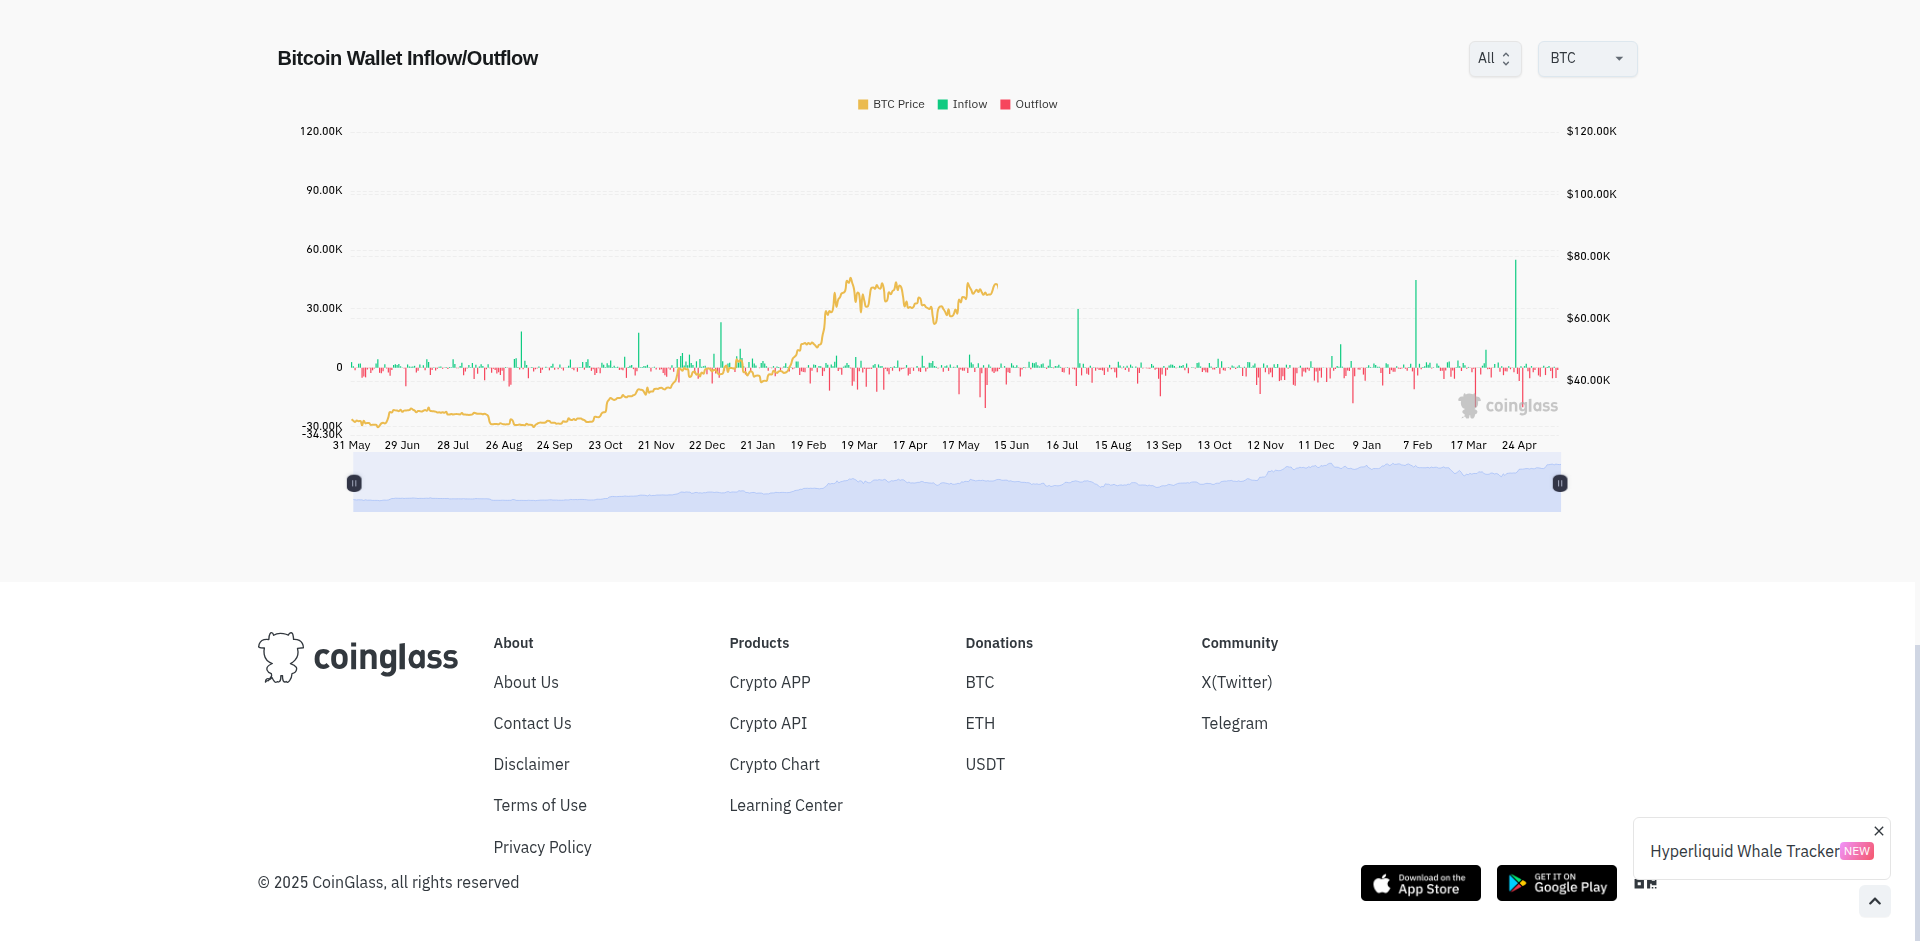 Bitcoin Wallet Inflow/Outflow
All
BTC
BTC Price Inflow Outflow
120.00K
90.00K
60.00K
30.00K
0
-30.00K
-34.30K
$120.00K
$100.00K
$80.00K
$60.00K
$40.00K
coinglass
31 May 29 Jun 28 Jul 26 Aug 24 Sep 23 Oct 21 Nov 22 Dec 21 Jan 19 Feb 19 Mar 17 Apr 17 May 15 Jun 16 Jul 15 Aug 13 Sep 13 Oct 12 Nov 11 Dec 9 Jan 7 Feb 17 Mar 24 Apr
coinglass
About
About Us
Contact Us
Disclaimer
Terms of Use
Privacy Policy
Products
Crypto APP
Crypto API
Crypto Chart
Learning Center
Donations
BTC
ETH
USDT
Community
X(Twitter)
Telegram
© 2025 CoinGlass, all rights reserved
Download on the
App Store
GET IT ON
Google Play
Hyperliquid Whale Tracker NEW